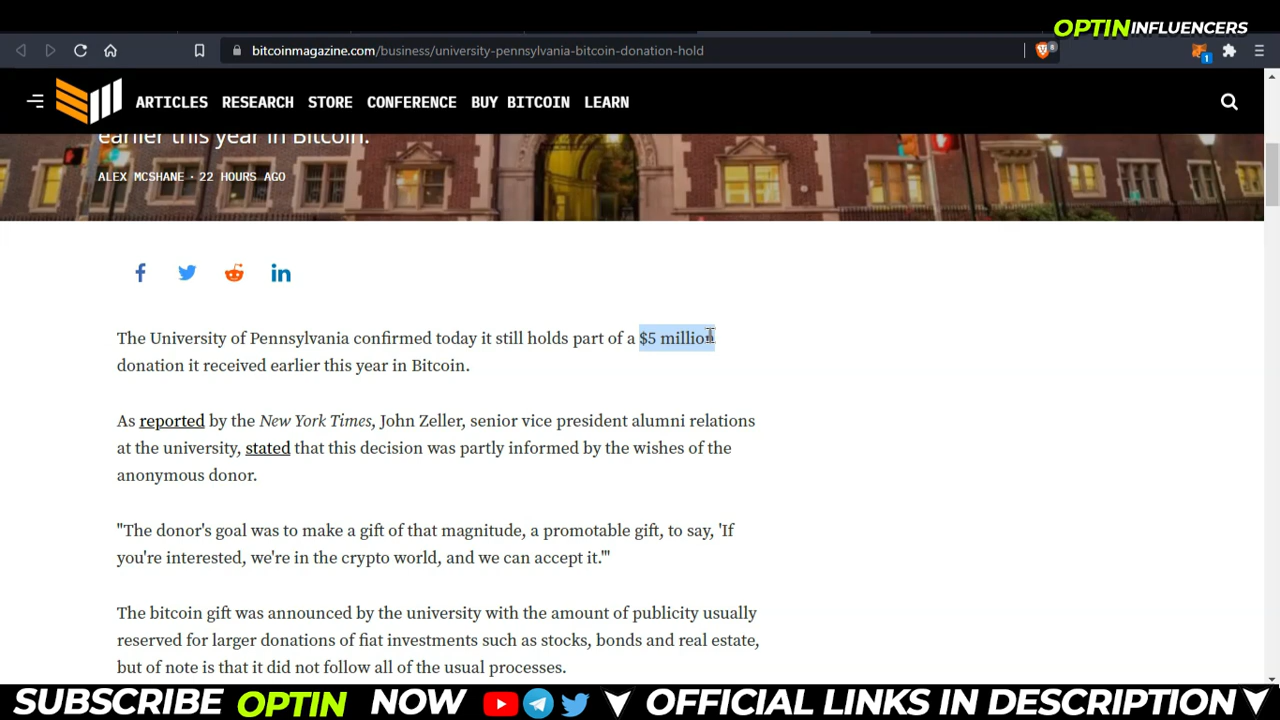 OPTIN INFLUENCERS
bitcoinmagazine.com/business/university-pennsylvania-bitcoin-donation-hold
8
1
ARTICLES RESEARCH STORE CONFERENCE BUY BITCOIN LEARN
earlier this year in Bitcoin.
ALEX MCSHANE · 22 HOURS AGO
The University of Pennsylvania confirmed today it still holds part of a $5 million
donation it received earlier this year in Bitcoin.
As reported by the New York Times, John Zeller, senior vice president alumni relations
at the university, stated that this decision was partly informed by the wishes of the
anonymous donor.
"The donor's goal was to make a gift of that magnitude, a promotable gift, to say, 'If
you're interested, we're in the crypto world, and we can accept it.'"
The bitcoin gift was announced by the university with the amount of publicity usually
reserved for larger donations of fiat investments such as stocks, bonds and real estate,
but of note is that it did not follow all of the usual processes.
SUBSCRIBE OPTIN NOW OFFICIAL LINKS IN DESCRIPTION